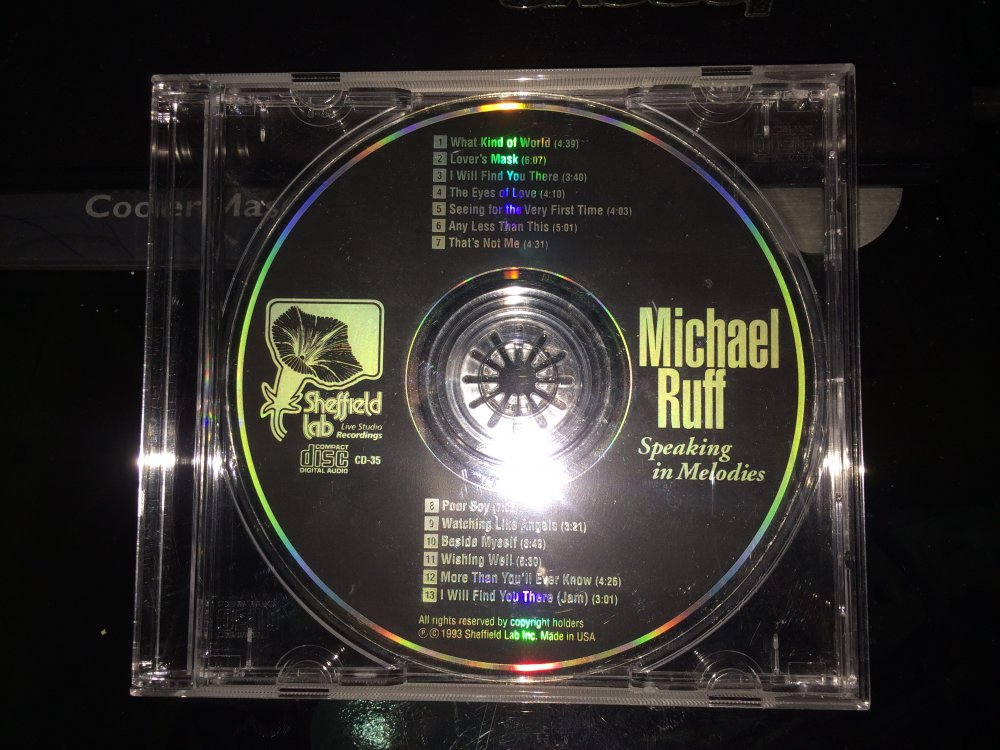 Cooler Mas
1 What Kind of World (4:39)
2 Lover's Mask (6:07)
3 I Will Find You There (3:40)
4 The Eyes of Love (4:10)
5 Seeing for the Very First Time (4:03)
6 Any Less Than This (5:01)
7 That's Not Me (4:31)
Sheffield
lab Live Studio
Recordings
COMPACT
disc
DIGITAL AUDIO
CD-35
Michael
Ruff
Speaking
in Melodies
8 Poor Boy
9 Watching Like Angels (3:21)
10 Beside Myself
11 Wishing Well
12 More Than You'll Ever Know (4:26)
13 I Will Find You There (Jam) (3:01)
All rights reserved by copyright holders
Ⓟ © 1993 Sheffield Lab Inc. Made in USA